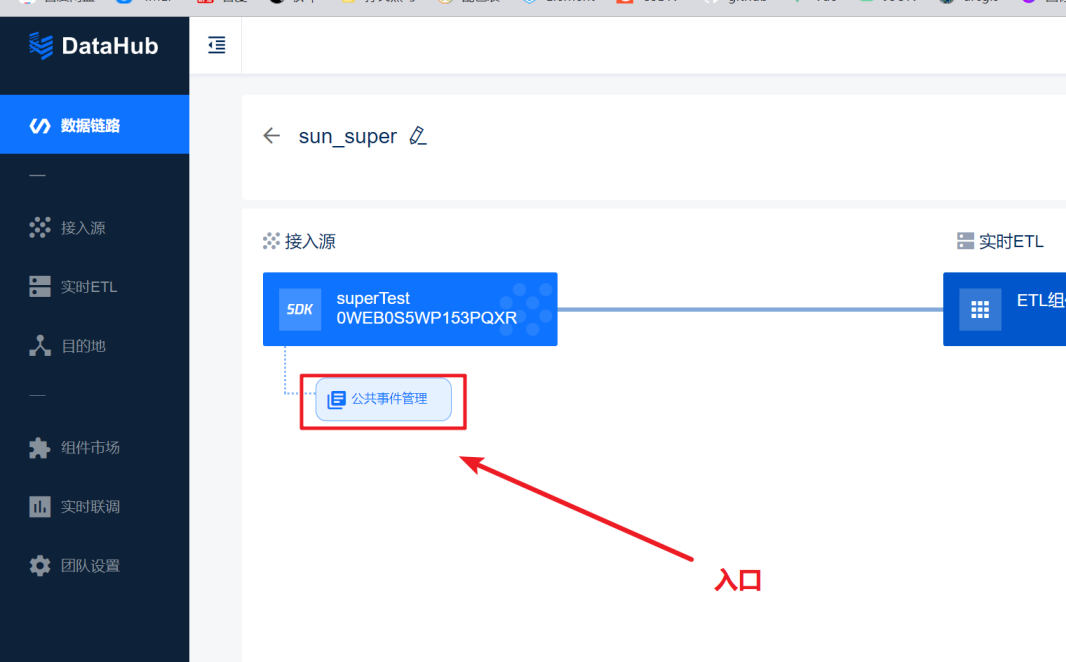 DataHub
数据链路
接入源
实时ETL
目的地
组件市场
实时联调
团队设置
sun_super
接入源
实时ETL
SDK
superTest
0WEB0S5WP153PQXR
ETL组
公共事件管理
入口